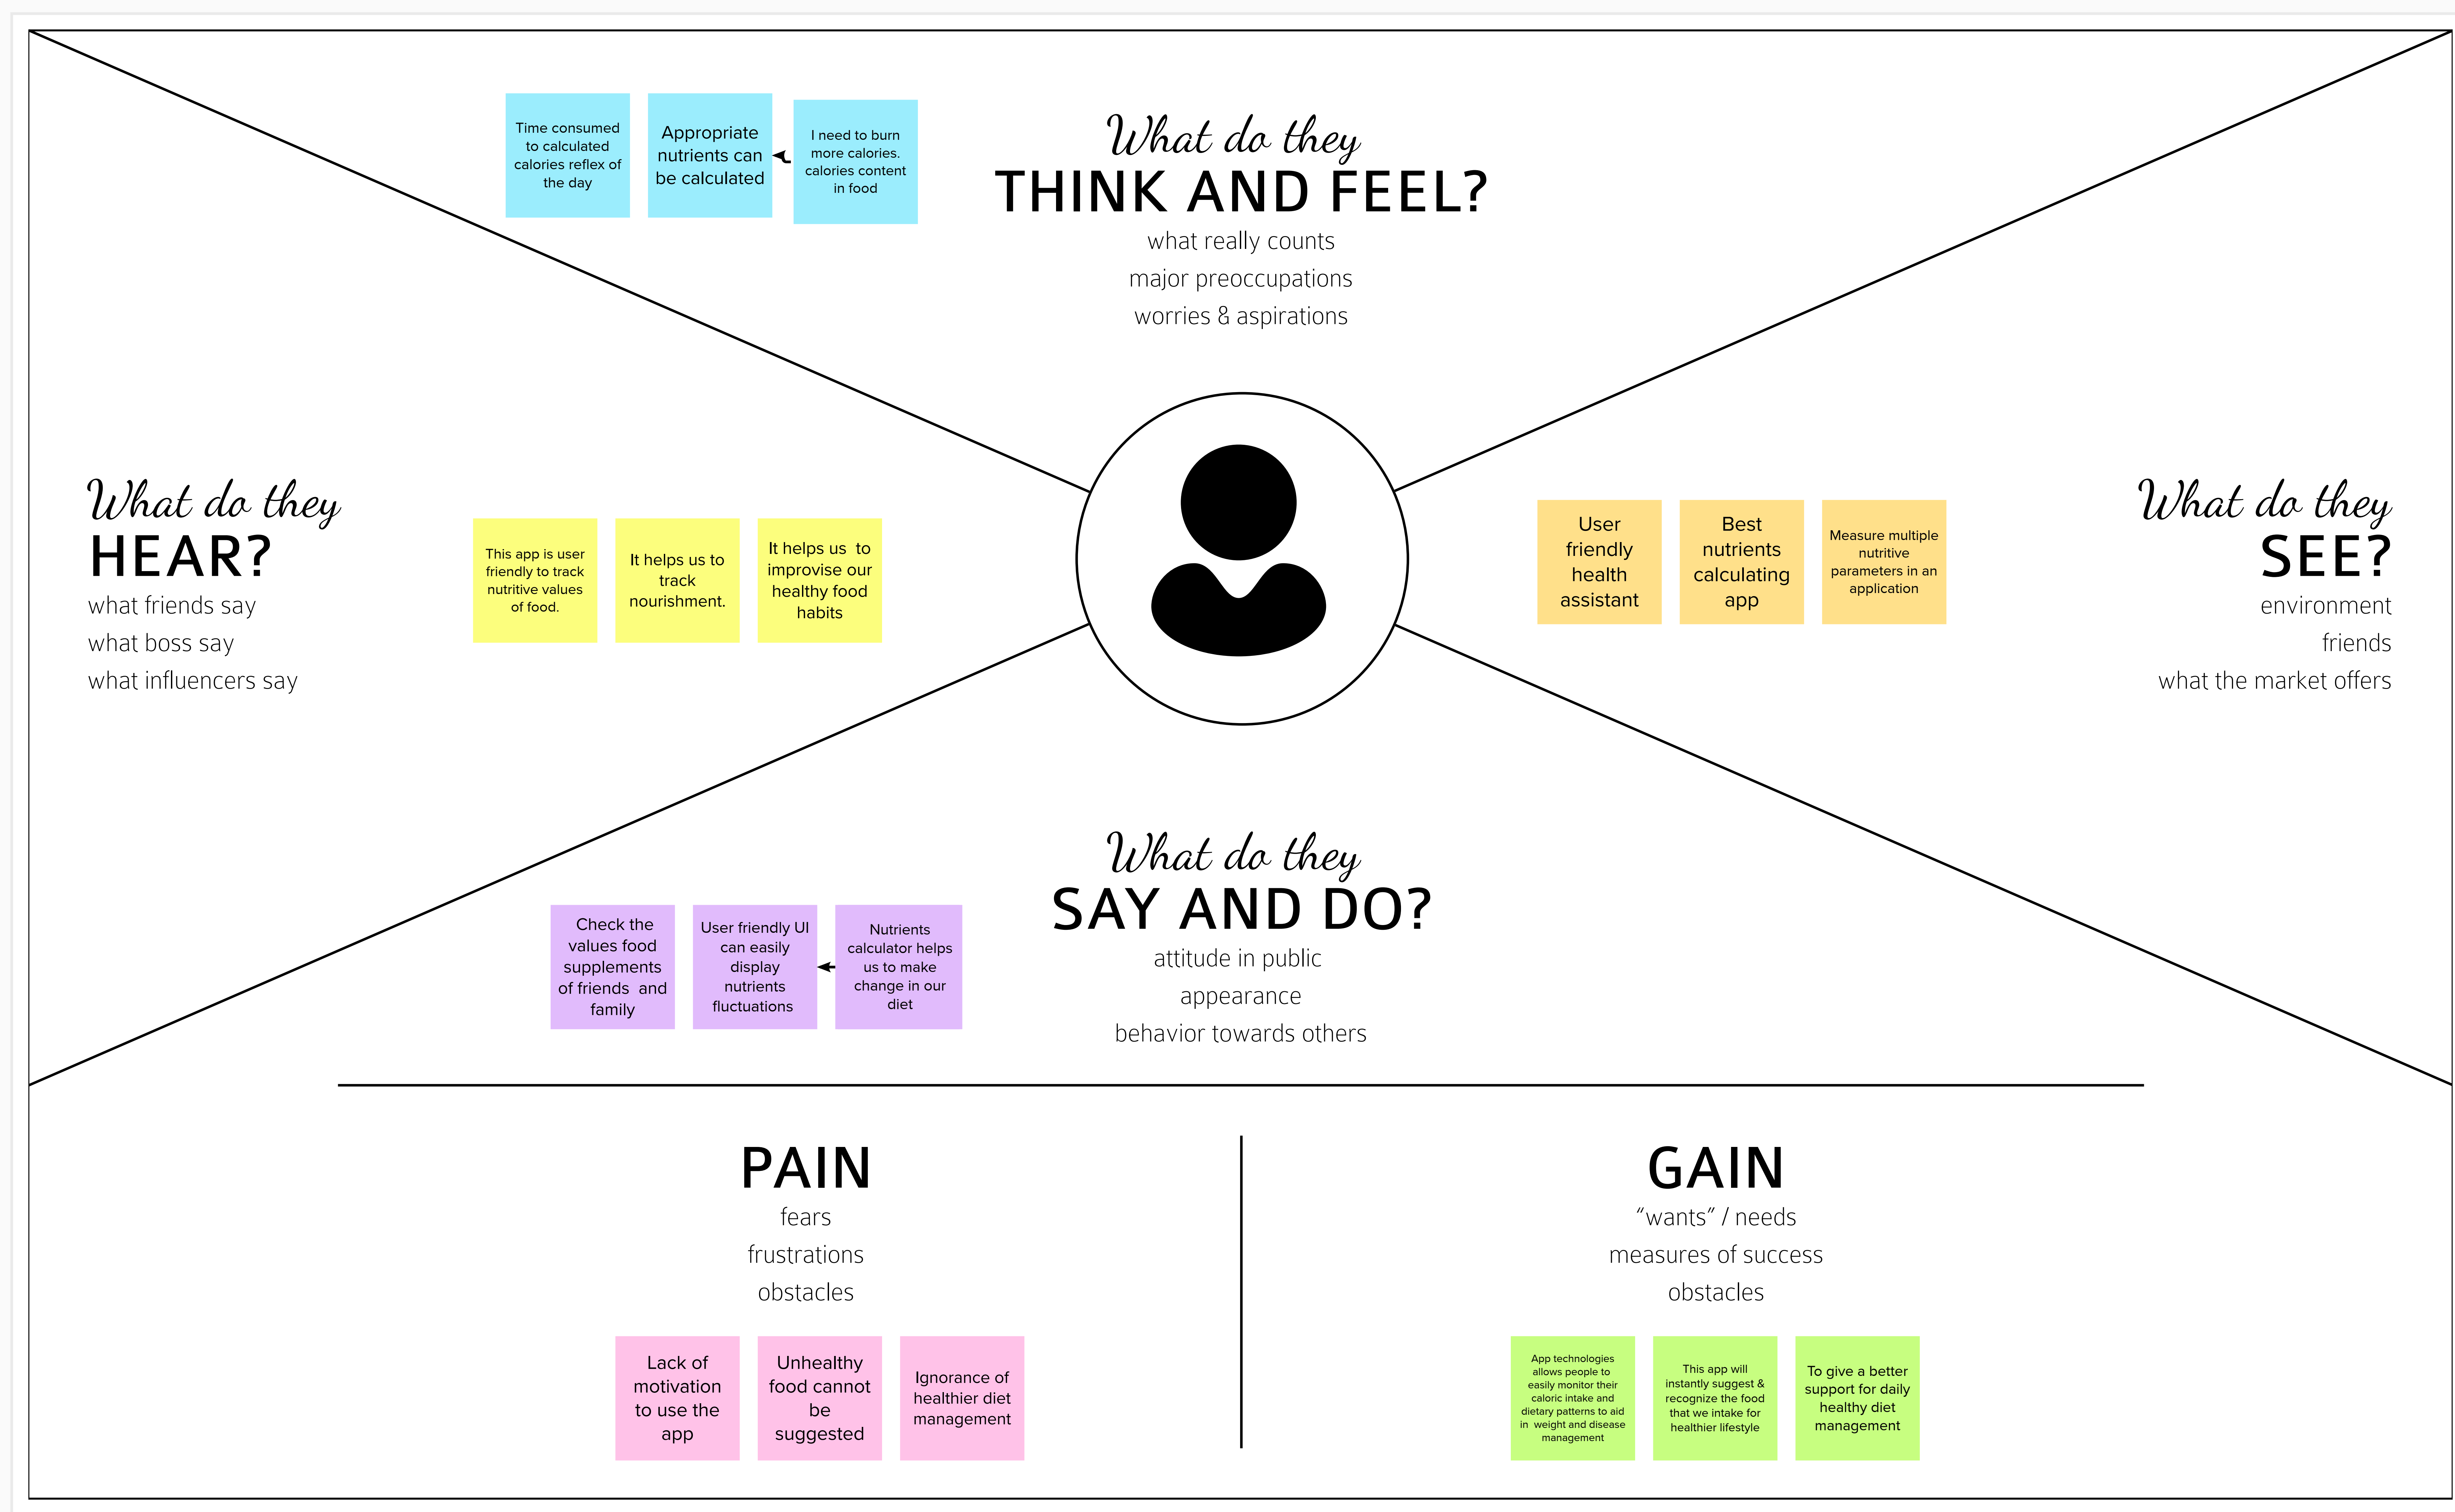 Time consumed
to calculated
calories reflex of
the day
Appropriate
nutrients can
be calculated
I need to burn
more calories.
calories content
in food
What do they
THINK AND FEEL?
what really counts
major preoccupations
worries & aspirations
What do they
HEAR?
what friends say
what boss say
what influencers say
This app is user
friendly to track
nutritive values
of food.
It helps us to
track
nourishment.
It helps us  to
improvise our
healthy food
habits
User
friendly
health
assistant
Best
nutrients
calculating
app
Measure multiple
nutritive
parameters in an
application
What do they
SEE?
environment
friends
what the market offers
Check the
values food
supplements
of friends  and
family
User friendly UI
can easily
display
nutrients
fluctuations
Nutrients
calculator helps
us to make
change in our
diet
What do they
SAY AND DO?
attitude in public
appearance
behavior towards others
PAIN
fears
frustrations
obstacles
Lack of
motivation
to use the
app
Unhealthy
food cannot
be
suggested
Ignorance of
healthier diet
management
GAIN
“wants” / needs
measures of success
obstacles
App technologies
allows people to
easily monitor their
caloric intake and
dietary patterns to aid
in  weight and disease
management
This app will
instantly suggest &
recognize the food
that we intake for
healthier lifestyle
To give a better
support for daily
healthy diet
management